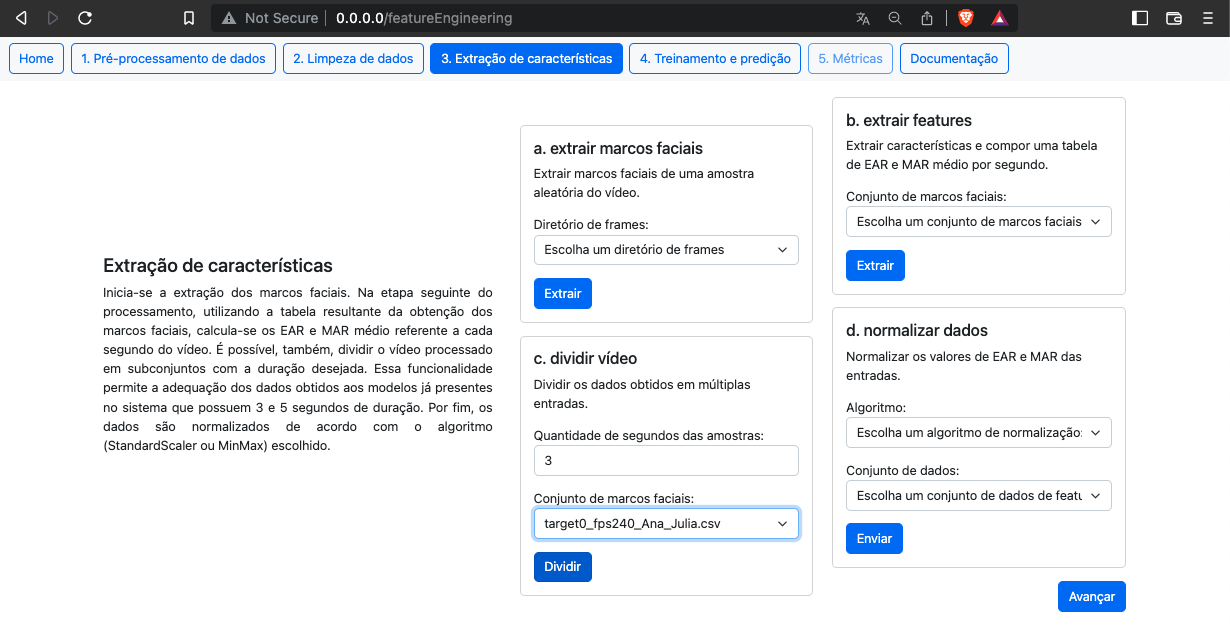 Not Secure
0.0.0.0/featureEngineering
Home
1. Pré-processamento de dados
2. Limpeza de dados
3. Extração de características
4. Treinamento e predição
5. Métricas
Documentação
Extração de características
Inicia-se a extração dos marcos faciais. Na etapa seguinte do
processamento, utilizando a tabela resultante da obtenção dos
marcos faciais, calcula-se os EAR e MAR médio referente a cada
segundo do vídeo. É possível, também, dividir o vídeo processado
em subconjuntos com a duração desejada. Essa funcionalidade
permite a adequação dos dados obtidos aos modelos já presentes
no sistema que possuem 3 e 5 segundos de duração. Por fim, os
dados são normalizados de acordo com o algoritmo
(StandardScaler ou MinMax) escolhido.
a. extrair marcos faciais
Extrair marcos faciais de uma amostra
aleatória do vídeo.
Diretório de frames:
Escolha um diretório de frames
Extrair
b. extrair features
Extrair características e compor uma tabela
de EAR e MAR médio por segundo.
Conjunto de marcos faciais:
Escolha um conjunto de marcos faciais
Extrair
c. dividir vídeo
Dividir os dados obtidos em múltiplas
entradas.
Quantidade de segundos das amostras:
3
Conjunto de marcos faciais:
target0_fps240_Ana_Julia.csv
Dividir
d. normalizar dados
Normalizar os valores de EAR e MAR das
entradas.
Algoritmo:
Escolha um algoritmo de normalização:
Conjunto de dados:
Escolha um conjunto de dados de featu
Enviar
Avançar